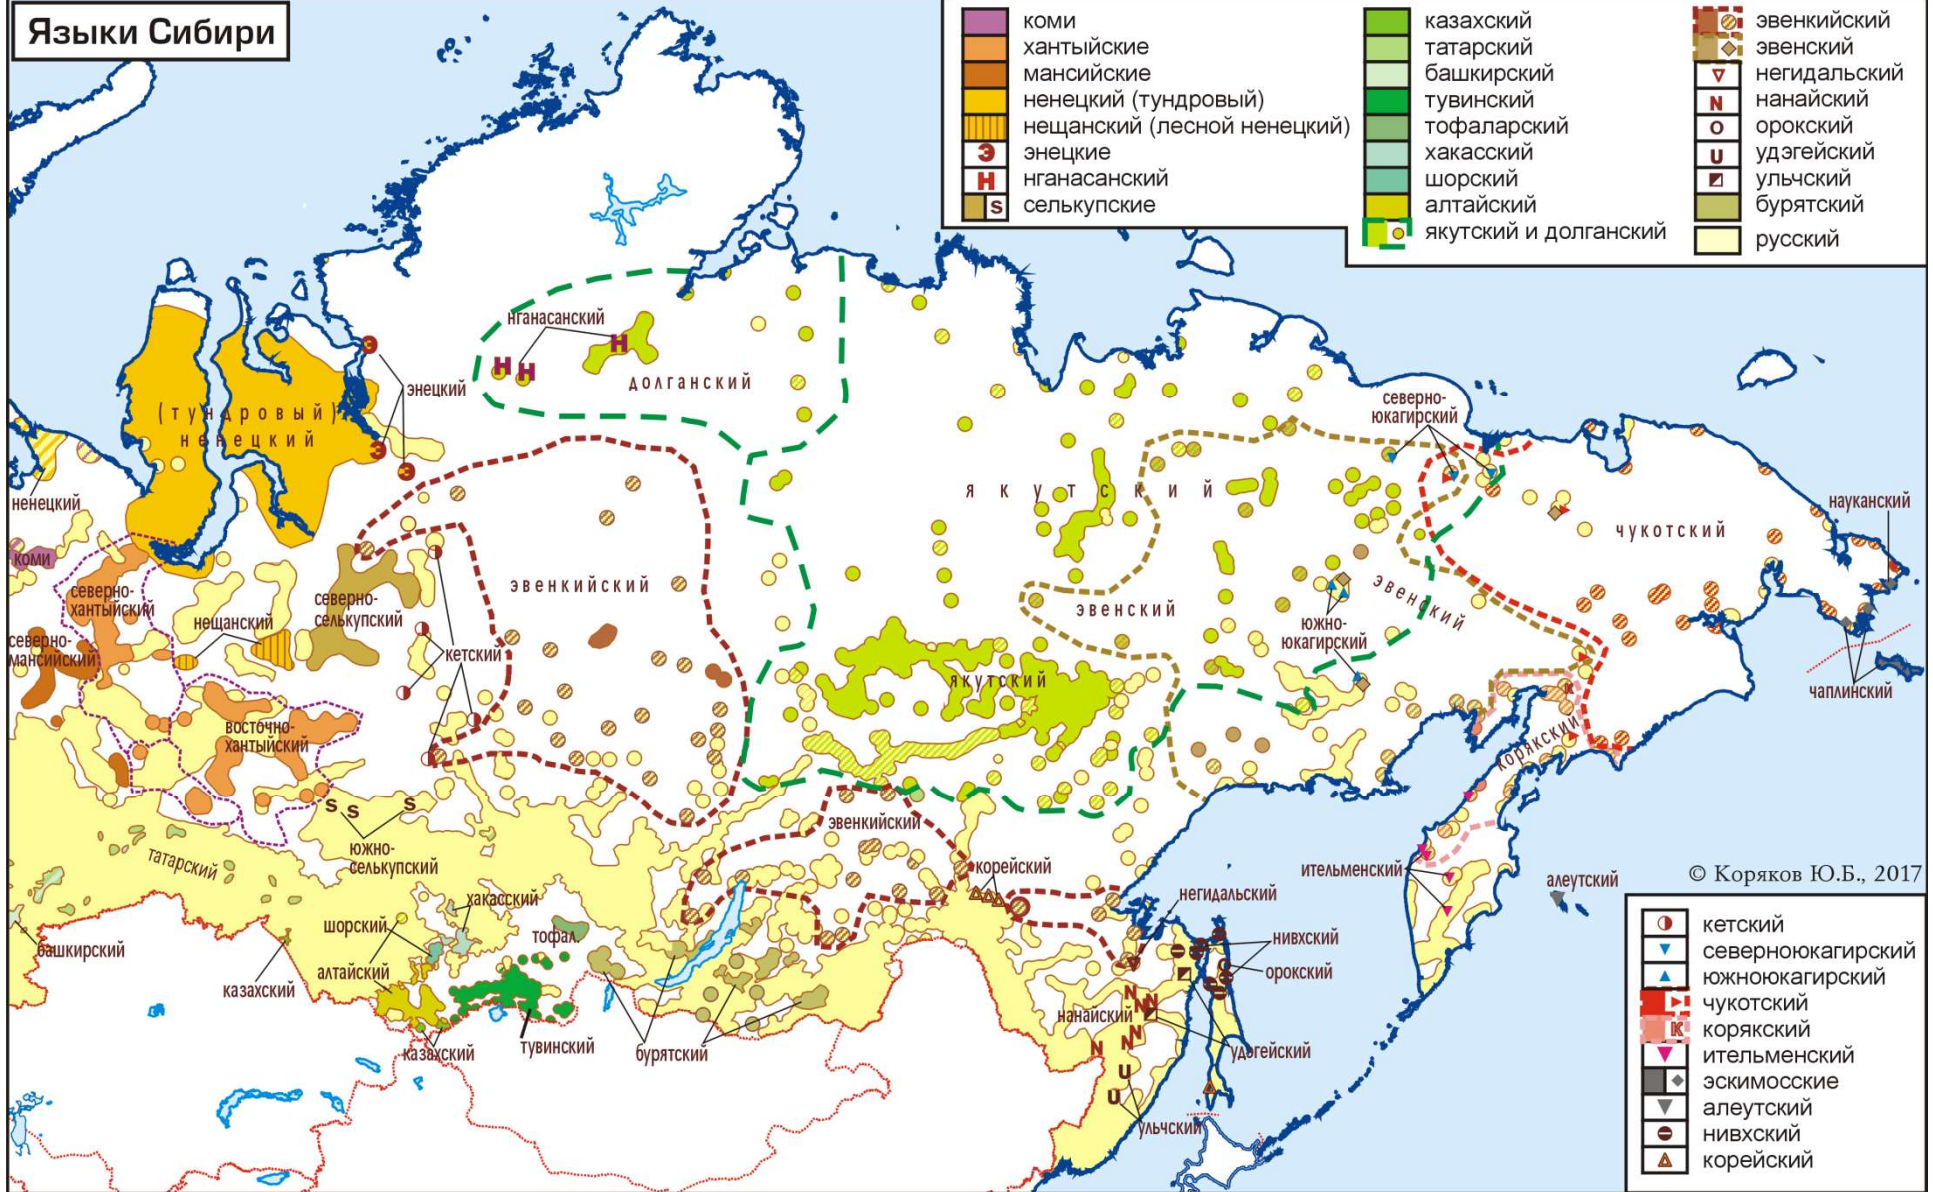 Языки Сибири
коми
хантыйские
мансийские
ненецкий (тундровый)
нещанский (лесной ненецкий)
Э энецкие
Н нганасанский
S селькупские
казахский
татарский
башкирский
тувинский
тофаларский
хакасский
шорский
алтайский
якутский и долганский
эвенкийский
эвенский
негидальский
N нанайский
орокский
U удэгейский
ульчский
бурятский
русский
нганасанский
Н
Н Н
долганский
Э
энецкий
Э
Э
(тундровый)
ненецкий
ненецкий
коми
северно-
хантыйский
северно-
мансийский
нещанский
северно-
селькупский
кетский
эвенкийский
восточно-
хантыйский
якутский
эвенский
эвенский
северно-
юкагирский
южно-
юкагирский
чукотский
науканский
чаплинский
якутский
К
корякский
S S S
южно-
селькупский
татарский
башкирский
казахский
шорский
алтайский
хакасский
тофал.
тувинский
казахский
бурятский
эвенкийский
корейский
негидальский
нивхский
орокский
N N N
нанайский
N
N N
удэгейский
U
U
ульчский
ительменский
алеутский
© Коряков Ю.Б., 2017
кетский
северноюкагирский
южноюкагирский
чукотский
К корякский
ительменский
эскимосские
алеутский
нивхский
корейский